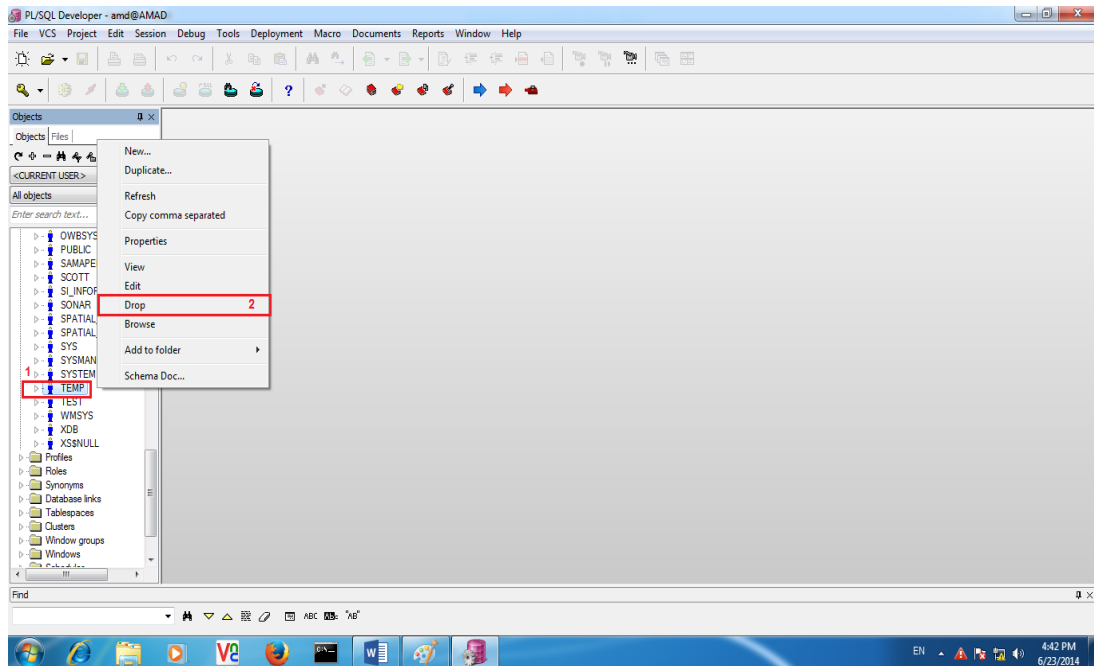 PL/SQL Developer - amd@AMAD
File VCS Project Edit Session Debug Tools Deployment Macro Documents Reports Window Help
Objects
Objects Files
<CURRENT USER>
All objects
Enter search text...
OWBSYS
PUBLIC
SCOTT
SONAR
SPATIAL
SPATIAL
SYS
SYSMAN
1 SYSTEM
TEMP
TEST
WMSYS
XDB
XS$NULL
Profiles
Roles
Synonyms
Database links
Tablespaces
Clusters
Window groups
Windows
New...
Duplicate...
Refresh
Copy comma separated
Properties
View
Edit
Drop 2
Browse
Add to folder
Schema Doc...
Find
ABC AB "AB"
EN 4:42 PM
6/23/2014